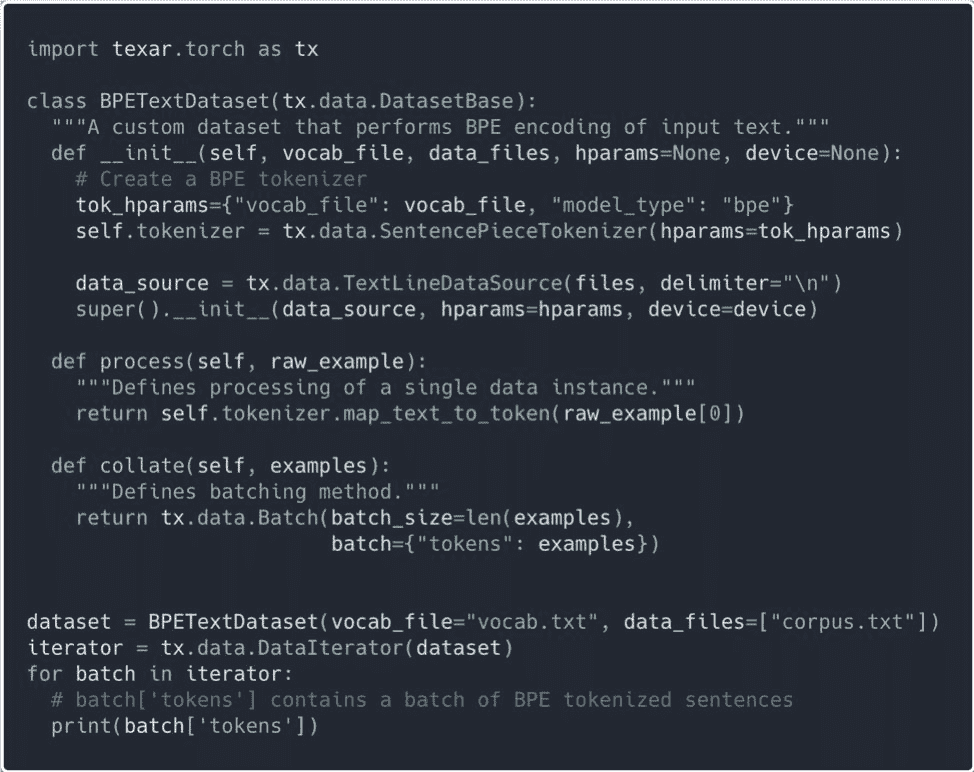 import texar.torch as tx
class BPETextDataset(tx.data.DatasetBase):
"""A custom dataset that performs BPE encoding of input text."""
def __init__(self, vocab_file, data_files, hparams=None, device=None):
# Create a BPE tokenizer
tok_hparams={"vocab_file": vocab_file, "model_type": "bpe"}
self.tokenizer = tx.data.SentencePieceTokenizer(hparams=tok_hparams)
data_source = tx.data.TextLineDataSource(files, delimiter="\n")
super().__init__(data_source, hparams=hparams, device=device)
def process(self, raw_example):
"""Defines processing of a single data instance."""
return self.tokenizer.map_text_to_token(raw_example[0])
def collate(self, examples):
"""Defines batching method."""
return tx.data.Batch(batch_size=len(examples),
batch={"tokens": examples})
dataset = BPETextDataset(vocab_file="vocab.txt", data_files=["corpus.txt"])
iterator = tx.data.DataIterator(dataset)
for batch in iterator:
# batch['tokens'] contains a batch of BPE tokenized sentences
print(batch['tokens'])